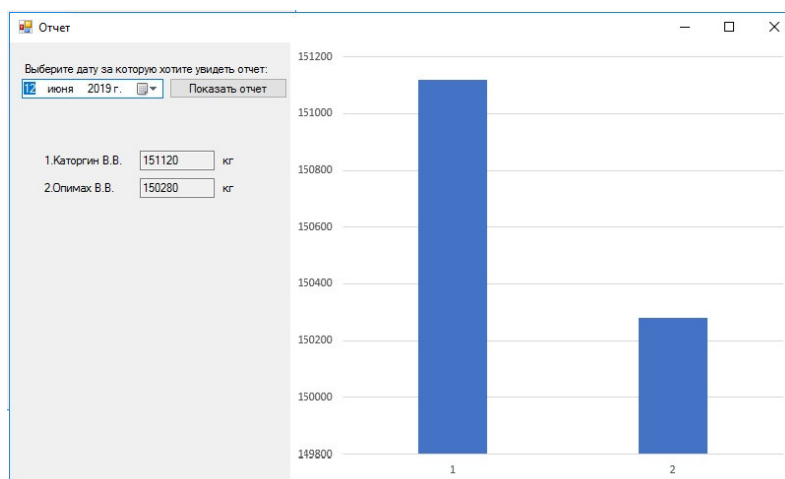 Отчет
Выберите дату за которую хотите увидеть отчет:
12 июня 2019 г. Показать отчет
1.Каторгин В.В. 151120 кг
2.Опимах В.В. 150280 кг
151200
151000
150800
150600
150400
150200
150000
149800
1 2